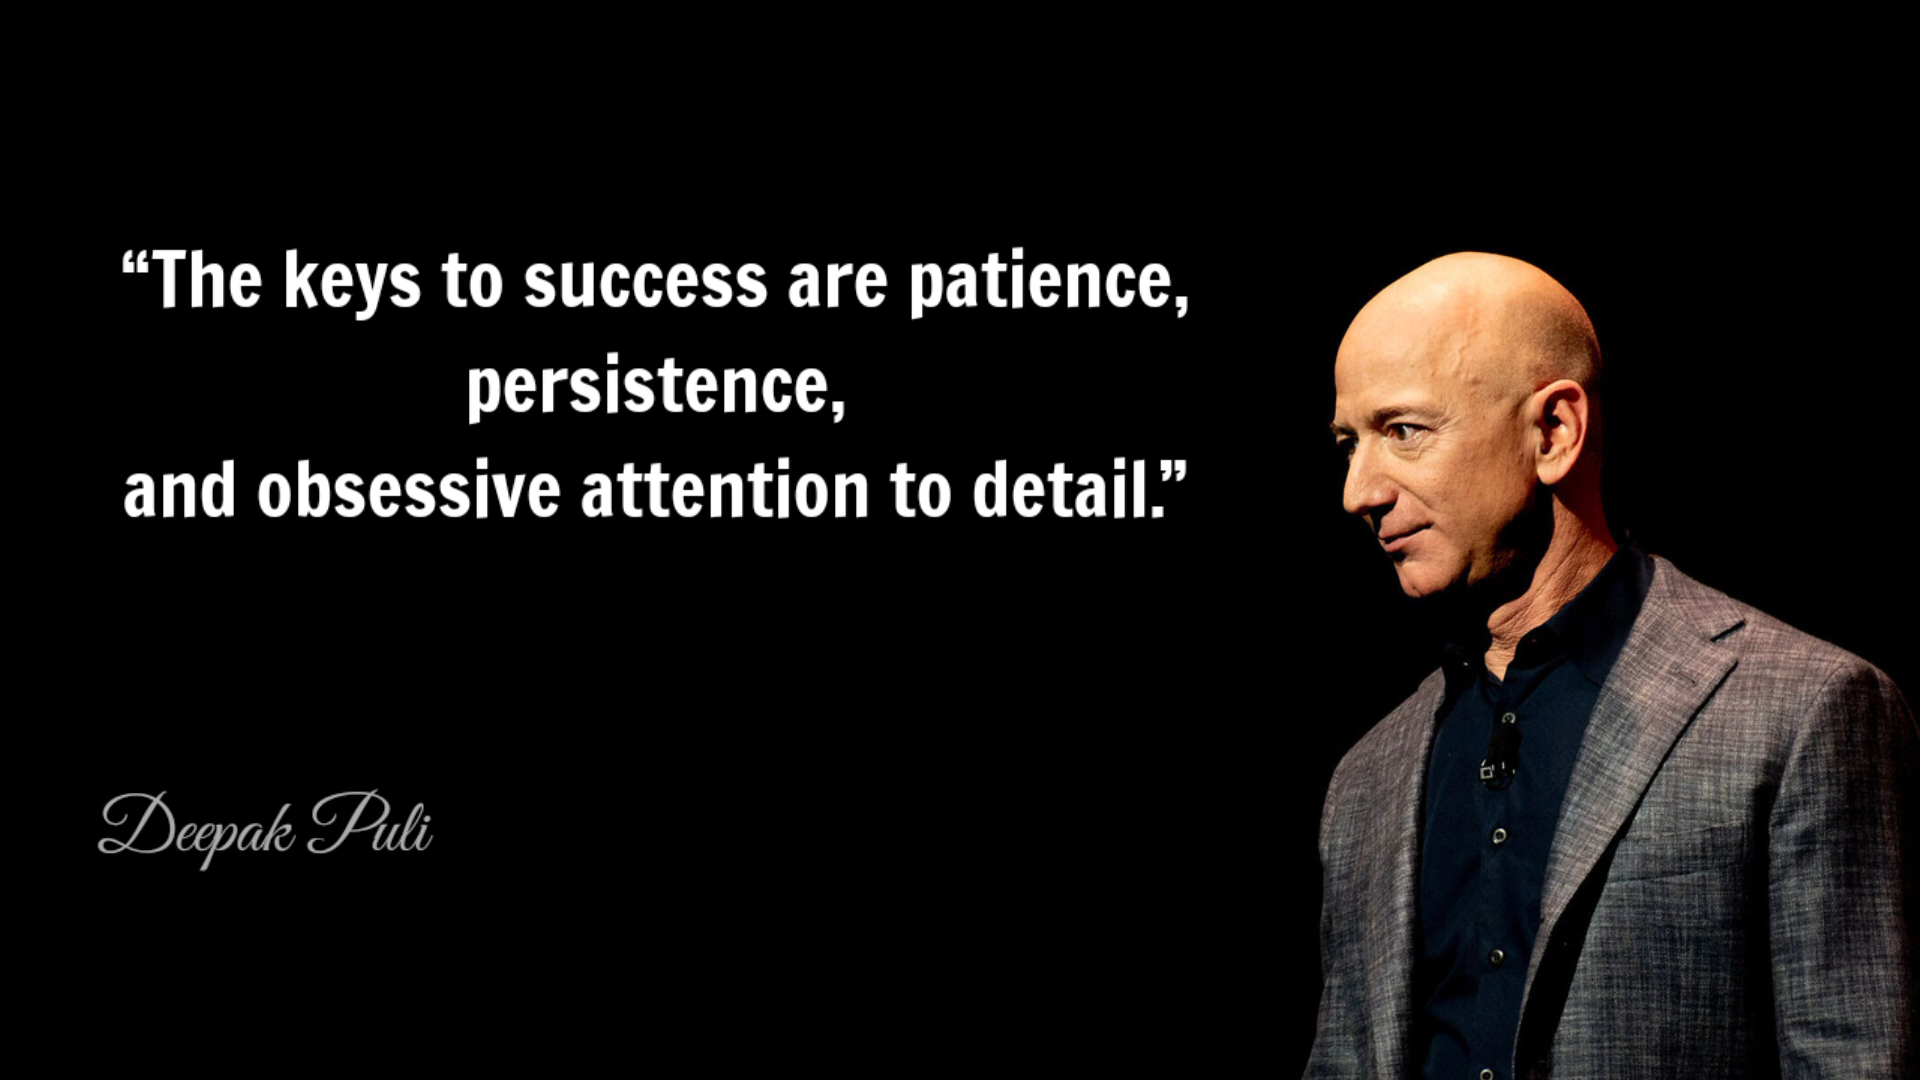 “The keys to success are patience,
persistence,
and obsessive attention to detail.”
Deepak Puli